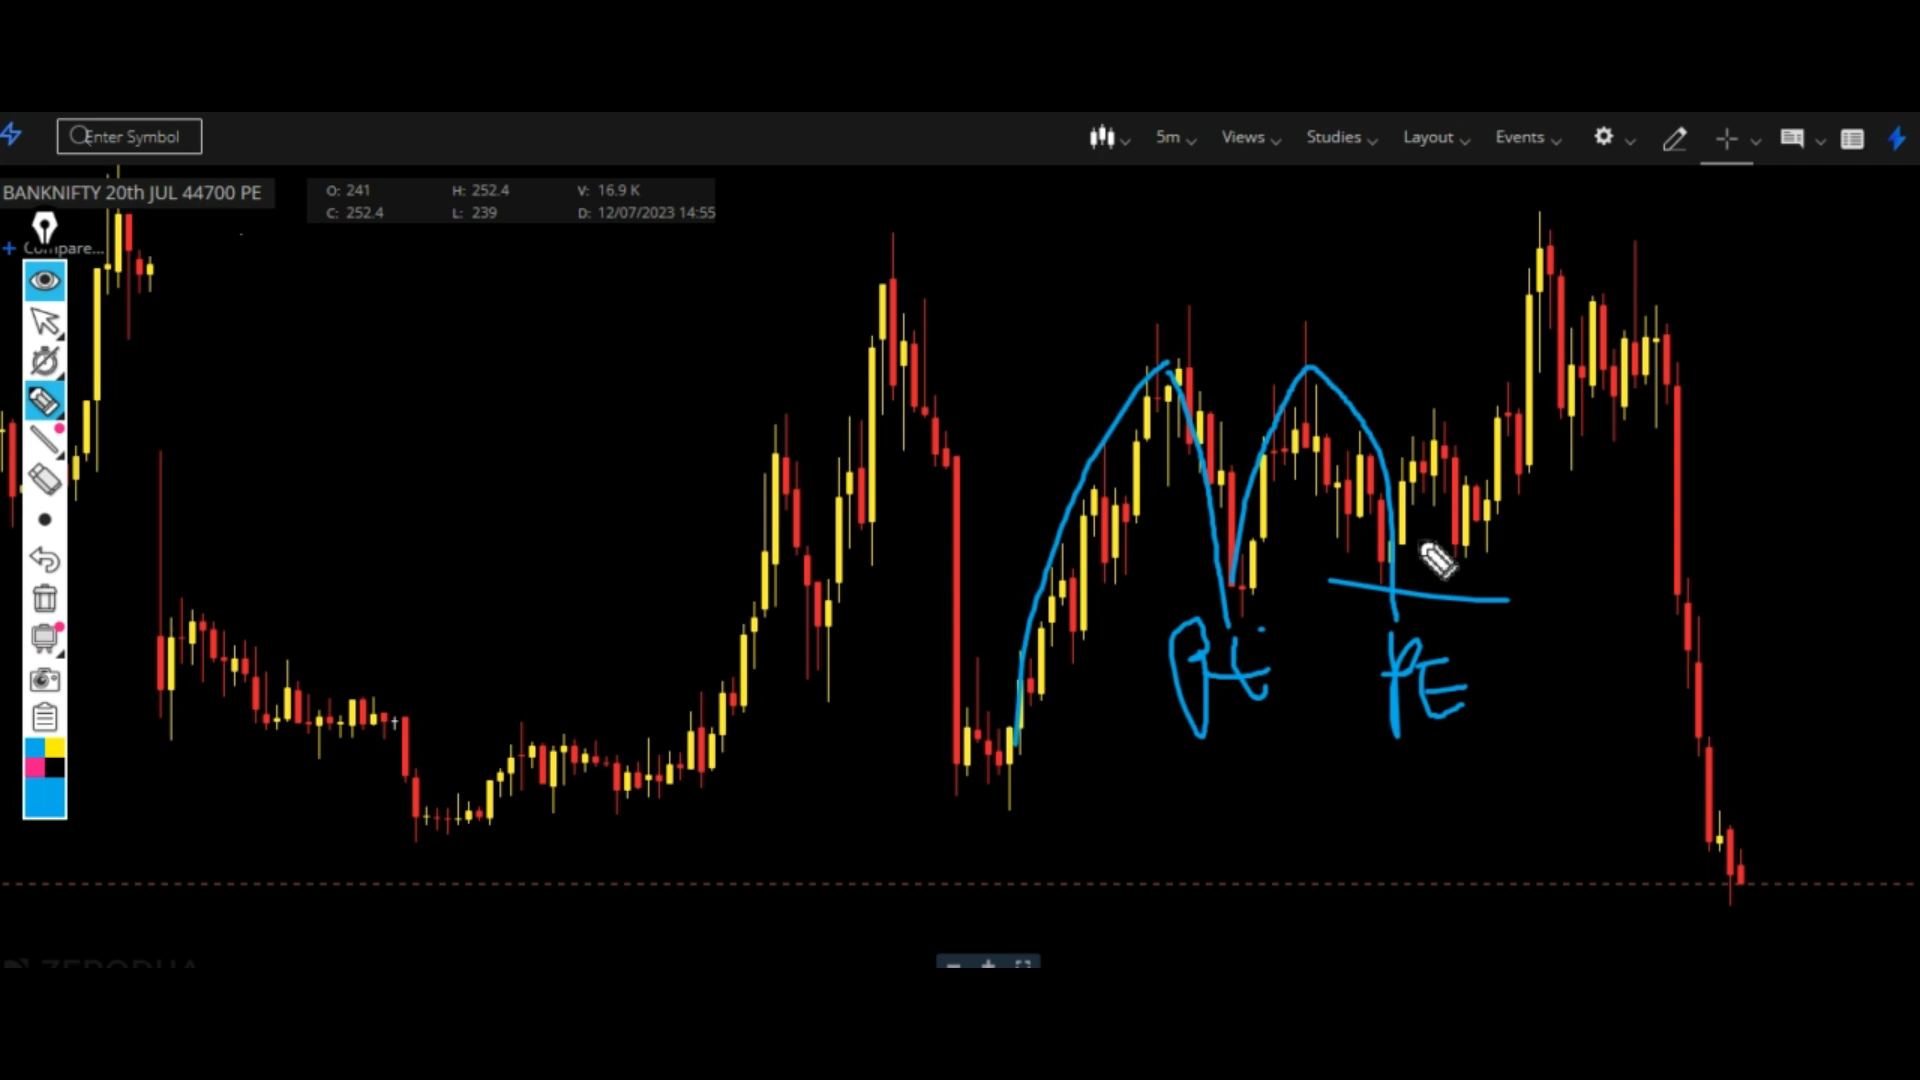 Enter Symbol
5m Views Studies Layout Events
BANKNIFTY 20th JUL 44700 PE
O: 241 H: 252.4 V: 16.9 K
C: 252.4 L: 239 D: 12/07/2023 14:55
+ Compare...
PE
ZERODHA